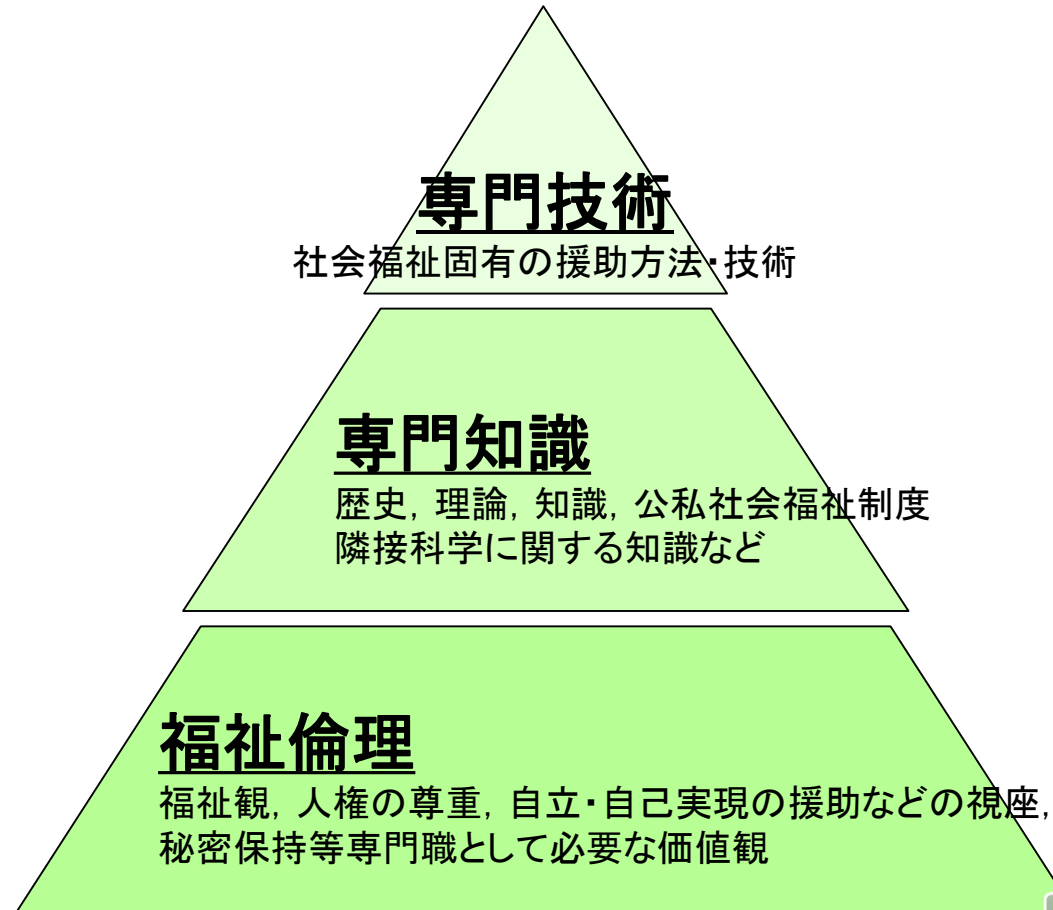 専門技術
社会福祉固有の援助方法・技術
専門知識
歴史，理論，知識，公私社会福祉制度
隣接科学に関する知識など
福祉倫理
福祉観，人権の尊重，自立・自己実現の援助などの視座，
秘密保持等専門職として必要な価値観